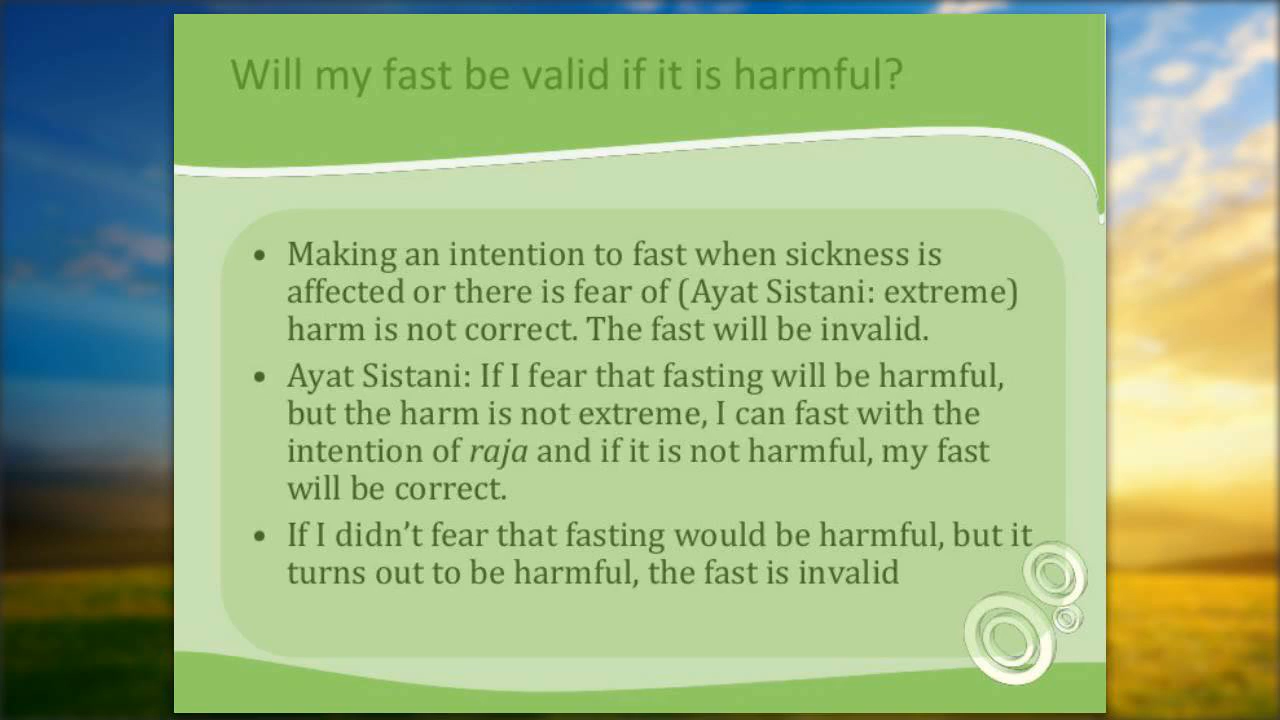 Will my fast be valid if it is harmful?
• Making an intention to fast when sickness is
affected or there is fear of (Ayat Sistani: extreme)
harm is not correct. The fast will be invalid.
• Ayat Sistani: If I fear that fasting will be harmful,
but the harm is not extreme, I can fast with the
intention of raja and if it is not harmful, my fast
will be correct.
• If I didn’t fear that fasting would be harmful, but it
turns out to be harmful, the fast is invalid